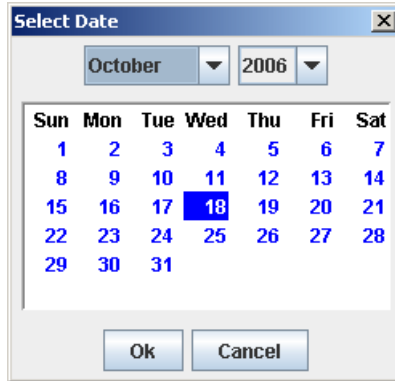 Select Date
October 2006
Sun Mon Tue Wed Thu Fri Sat
1 2 3 4 5 6 7
8 9 10 11 12 13 14
15 16 17 18 19 20 21
22 23 24 25 26 27 28
29 30 31
Ok Cancel